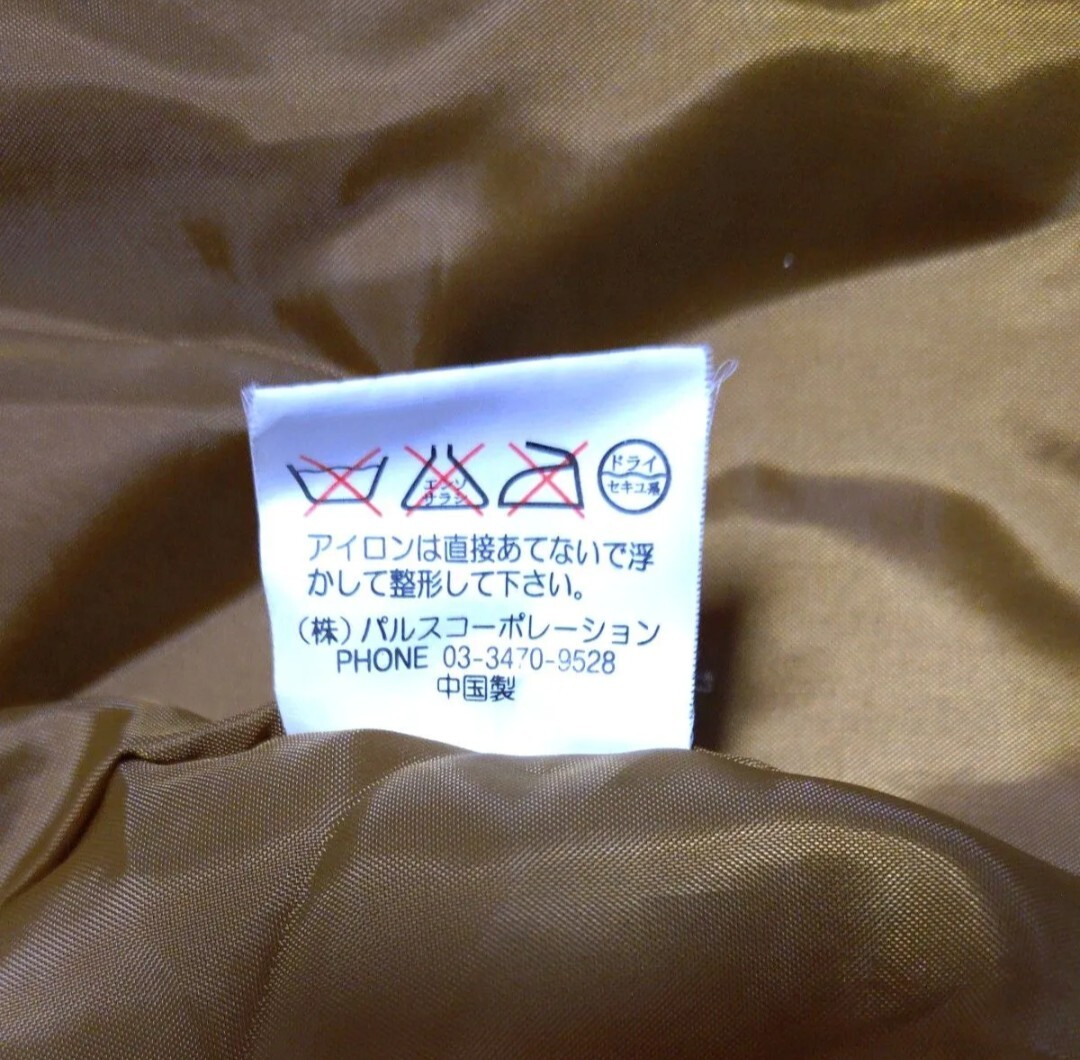 エンソ
サラシ
ドライ
セキユ系
アイロンは直接あてないで浮
かして整形して下さい。
(株)パルスコーポレーション
PHONE 03-3470-9528
中国製